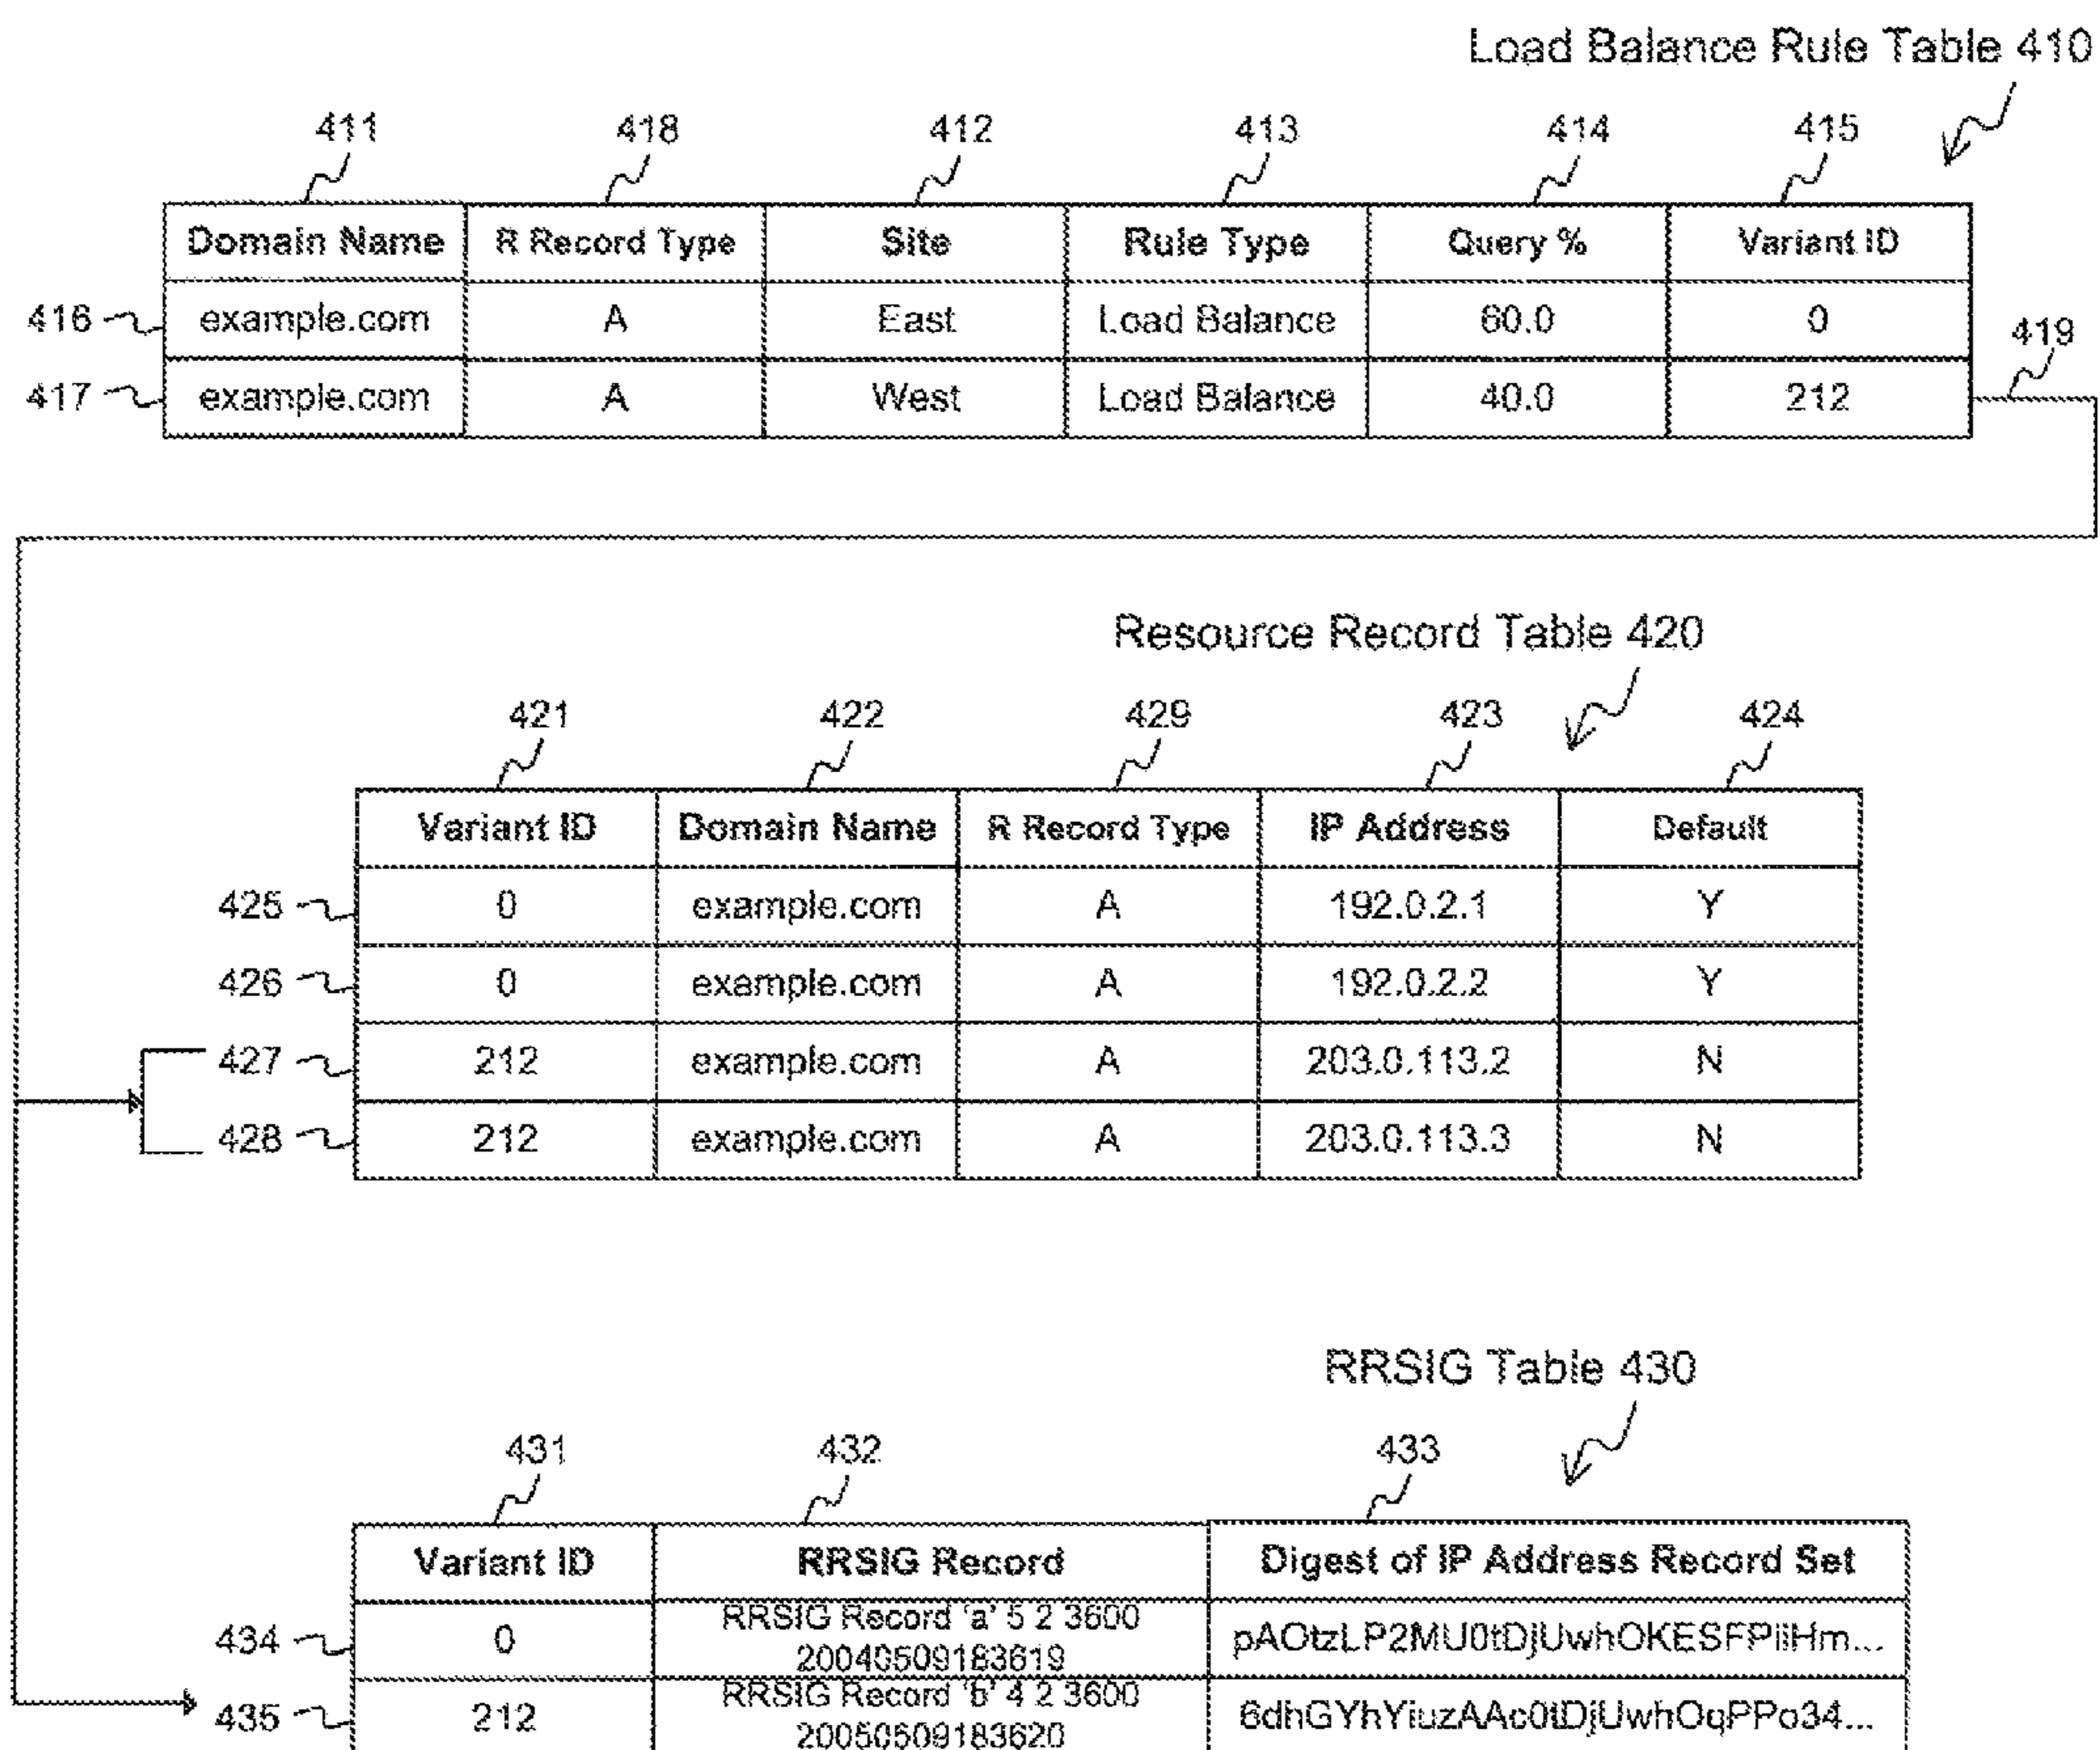 Load Balance Rule Table 410
411 418 412 413 414 415
Domain Name R Record Type Site Rule Type Query % Variant ID
416 example.com A East Load Balance 60.0 0
419
417 example.com A West Load Balance 40.0 212
Resource Record Table 420
421 422 429 423 424
Variant ID Domain Name R Record Type IP Address Default
425 0 example.com A 192.0.2.1 Y
426 0 example.com A 192.0.2.2 Y
427 212 example.com A 203.0.113.2 N
428 212 example.com A 203.0.113.3 N
RRSIG Table 430
431 432 433
Variant ID RRSIG Record Digest of IP Address Record Set
RRSIG Record 'a' 5 2 3600
434 0 pAOtzLP2MU0tDjUwhOKESFPiiHm...
20040509183619
RRSIG Record 'b' 4 2 3600
435 212 6dhGYhYiuzAAc0tDjUwhOqPPo34...
20050509183620